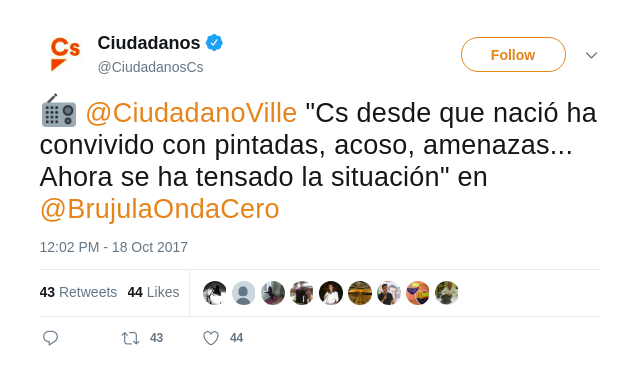 Cs
Ciudadanos
@CiudadanosCs
Follow
@CiudadanoVille "Cs desde que nació ha
convivido con pintadas, acoso, amenazas...
Ahora se ha tensado la situación" en
@BrujulaOndaCero
12:02 PM - 18 Oct 2017
43 Retweets 44 Likes
43 44